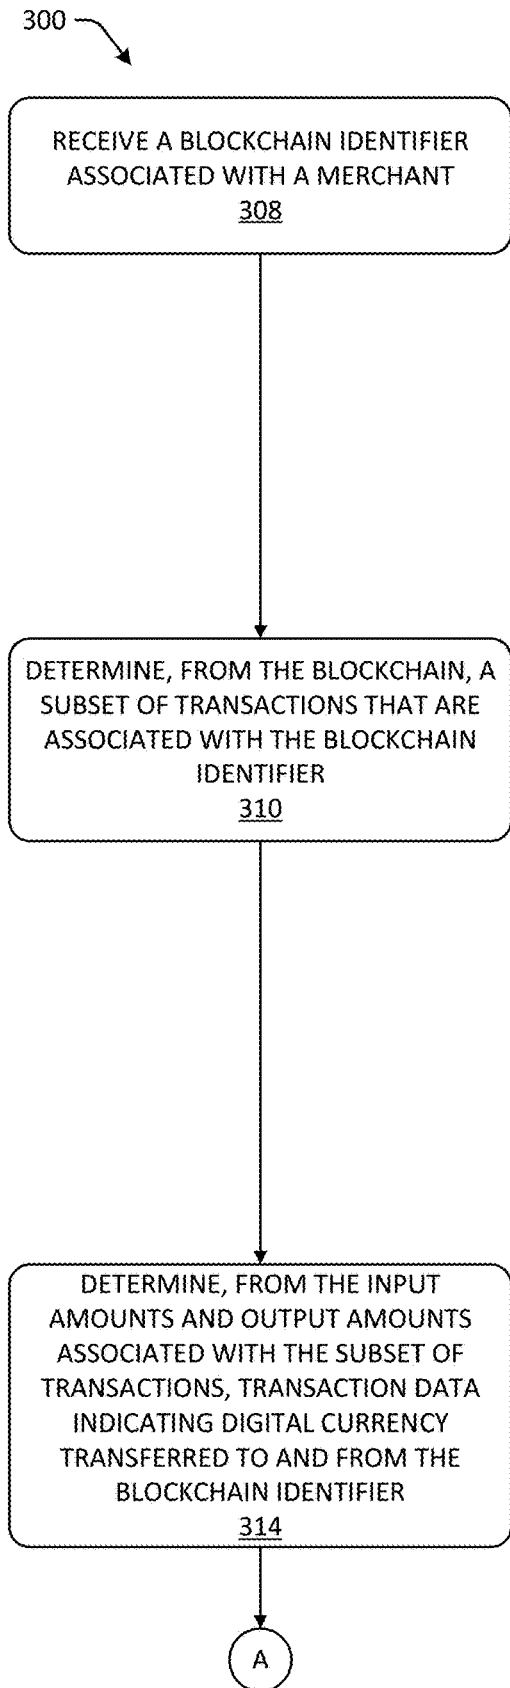 300
RECEIVE A BLOCKCHAIN IDENTIFIER
ASSOCIATED WITH A MERCHANT
308
DETERMINE, FROM THE BLOCKCHAIN, A
SUBSET OF TRANSACTIONS THAT ARE
ASSOCIATED WITH THE BLOCKCHAIN
IDENTIFIER
310
DETERMINE, FROM THE INPUT
AMOUNTS AND OUTPUT AMOUNTS
ASSOCIATED WITH THE SUBSET OF
TRANSACTIONS, TRANSACTION DATA
INDICATING DIGITAL CURRENCY
TRANSFERRED TO AND FROM THE
BLOCKCHAIN IDENTIFIER
314
A